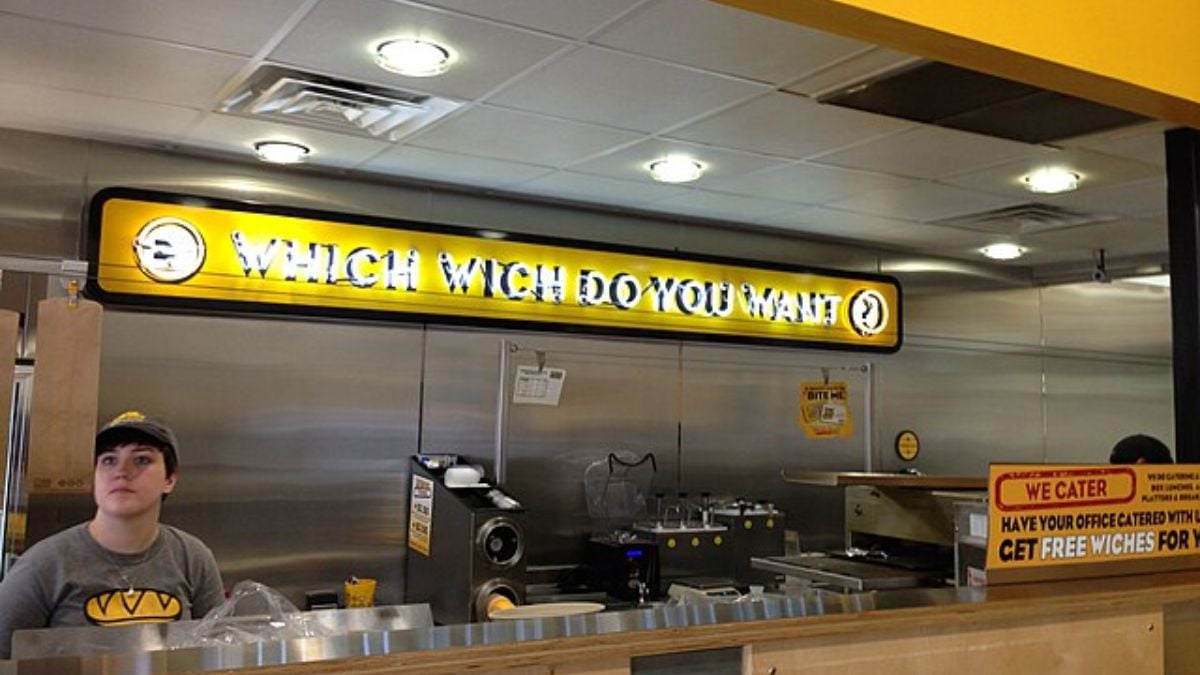 WHICH WICH DO YOU WANT
BITE ME
WE CATER
HAVE YOUR OFFICE CATERED WITH
GET FREE WICHES FOR Y